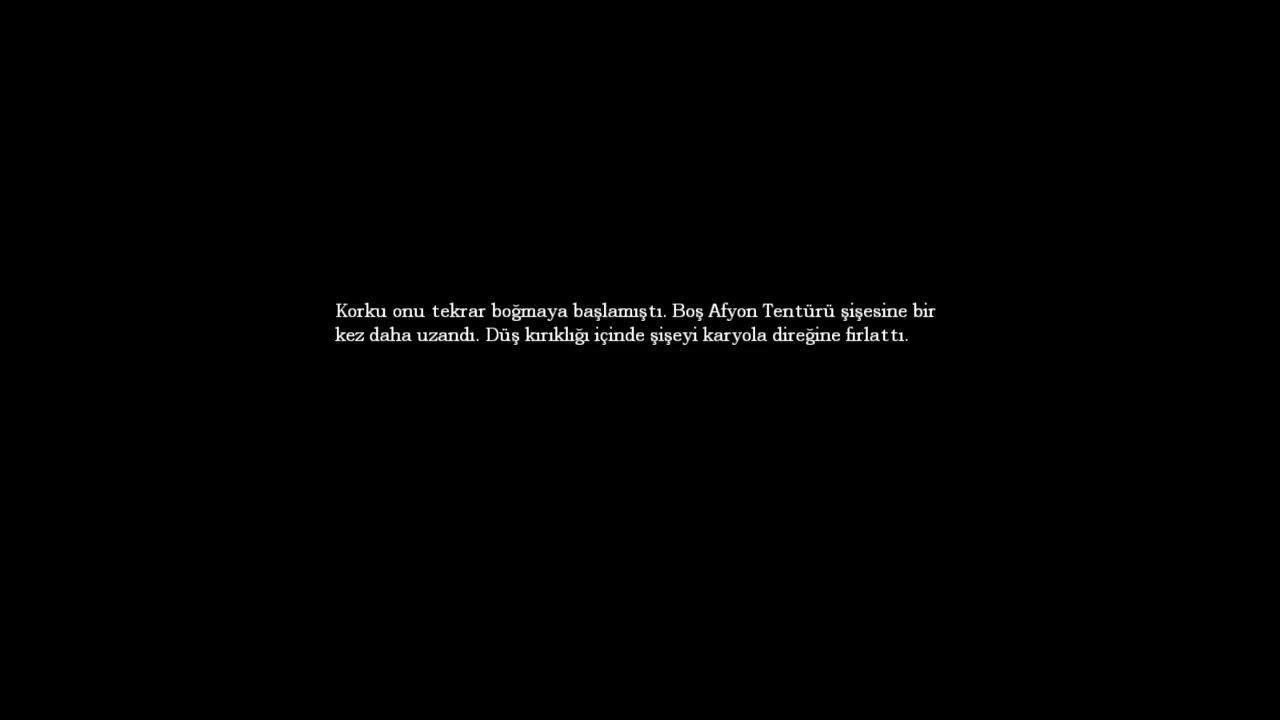 Korku onu tekrar boğmaya başlamıştı. Boş Afyon Tentürü şişesine bir
kez daha uzandı. Düş kırıklığı içinde şişeyi karyola direğine fırlattı.